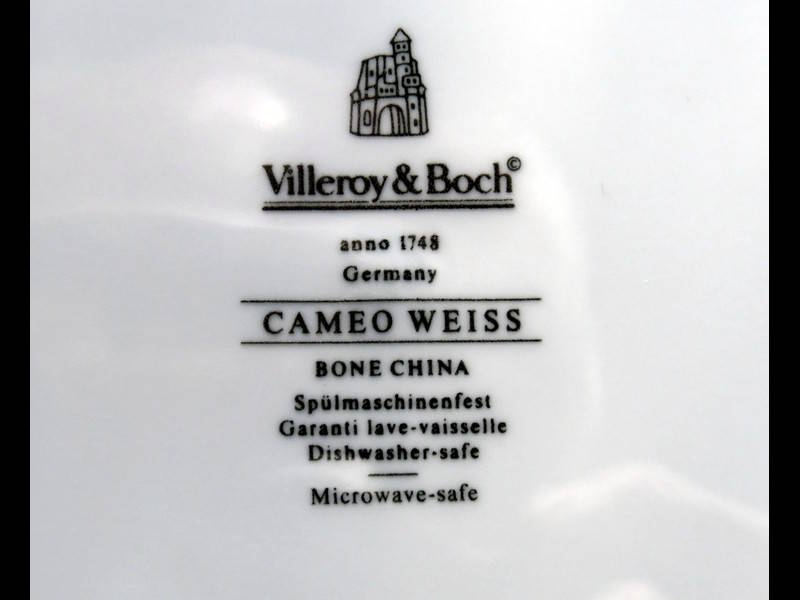 Villeroy & Boch©
anno 1748
Germany
CAMEO WEISS
BONE CHINA
Spülmaschinenfest
Garanti lave-vaisselle
Dishwasher-safe
Microwave-safe